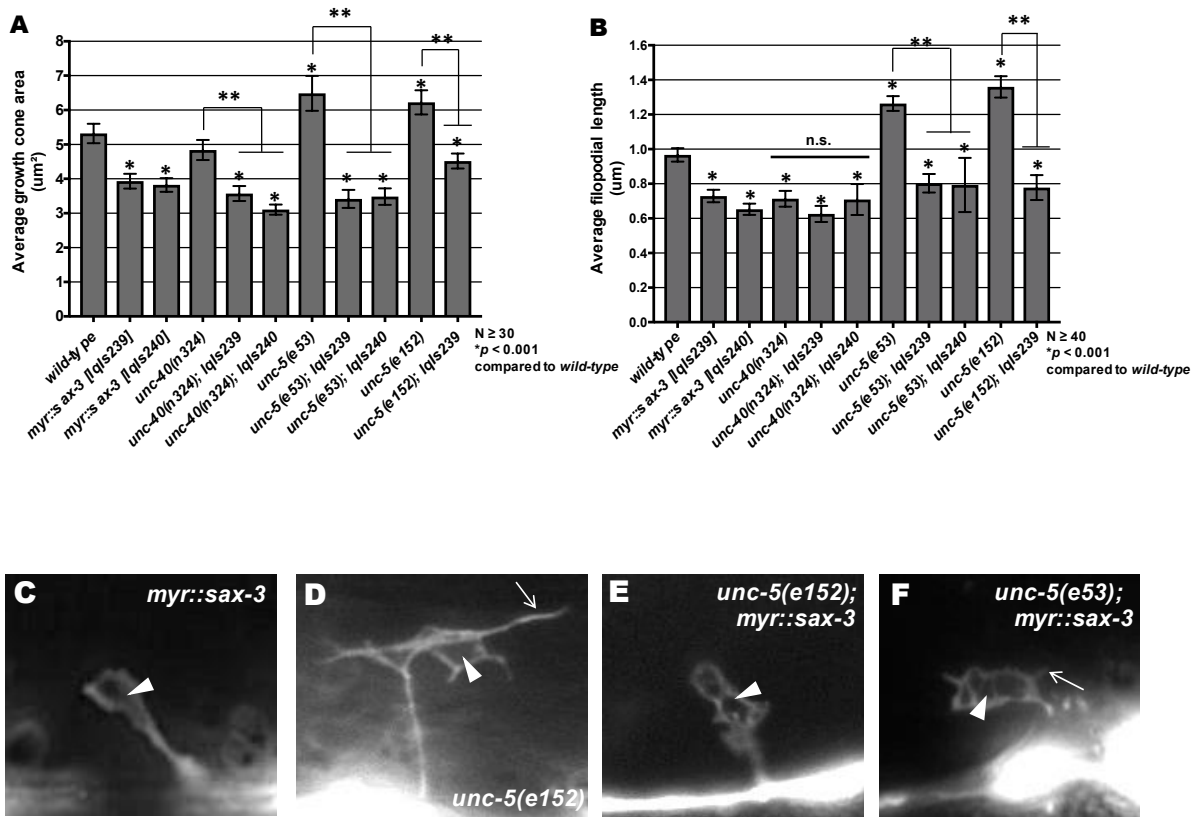 A
Average growth cone area
(um²)
8
7
6
5
4
3
2
1
0
*
*
*
*
*
*
*
*
*
*
**
**
**
wild-type
myr::s ax-3 [lqIs239]
myr::s ax-3 [lqIs240]
unc-40(n324)
unc-40(n324); lqIs239
unc-40(n324); lqIs240
unc-5(e53)
unc-5(e53); lqIs239
unc-5(e53); lqIs240
unc-5(e152)
unc-5(e152); lqIs239
N ≥ 30
*p < 0.001
compared to wild-type
B
Average filopodial length
(um)
1.6
1.4
1.2
1.0
0.8
0.6
0.4
0.2
0.0
*
*
*
*
*
*
*
*
*
*
n.s.
**
**
wild-type
myr::s ax-3 [lqIs239]
myr::s ax-3 [lqIs240]
unc-40(n324)
unc-40(n324); lqIs239
unc-40(n324); lqIs240
unc-5(e53)
unc-5(e53); lqIs239
unc-5(e53); lqIs240
unc-5(e152)
unc-5(e152); lqIs239
N ≥ 40
*p < 0.001
compared to wild-type
C
myr::sax-3
D
unc-5(e152)
E
unc-5(e152);
myr::sax-3
F
unc-5(e53);
myr::sax-3